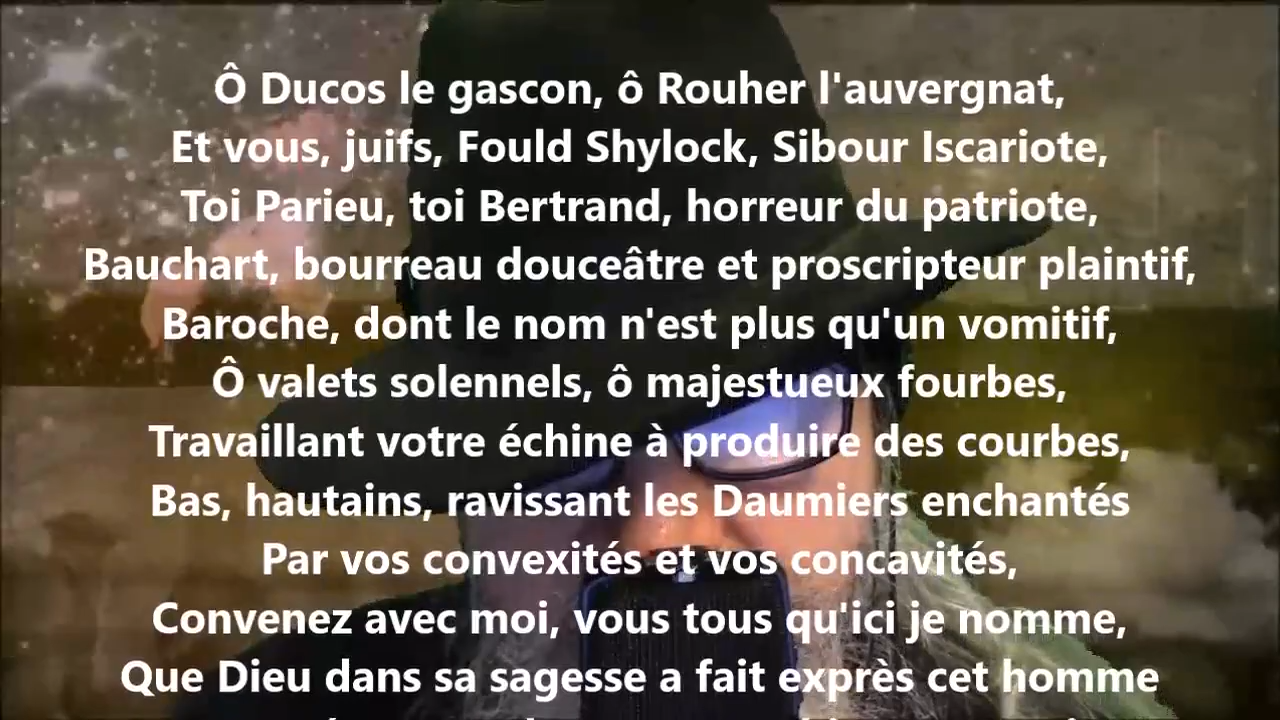 Ô Ducos le gascon, ô Rouher l'auvergnat,
Et vous, juifs, Fould Shylock, Sibour Iscariote,
Toi Parieu, toi Bertrand, horreur du patriote,
Bauchart, bourreau douceâtre et proscripteur plaintif,
Baroche, dont le nom n'est plus qu'un vomitif,
Ô valets solennels, ô majestueux fourbes,
Travaillant votre échine à produire des courbes,
Bas, hautains, ravissant les Daumiers enchantés
Par vos convexités et vos concavités,
Convenez avec moi, vous tous qu'ici je nomme,
Que Dieu dans sa sagesse a fait exprès cet homme